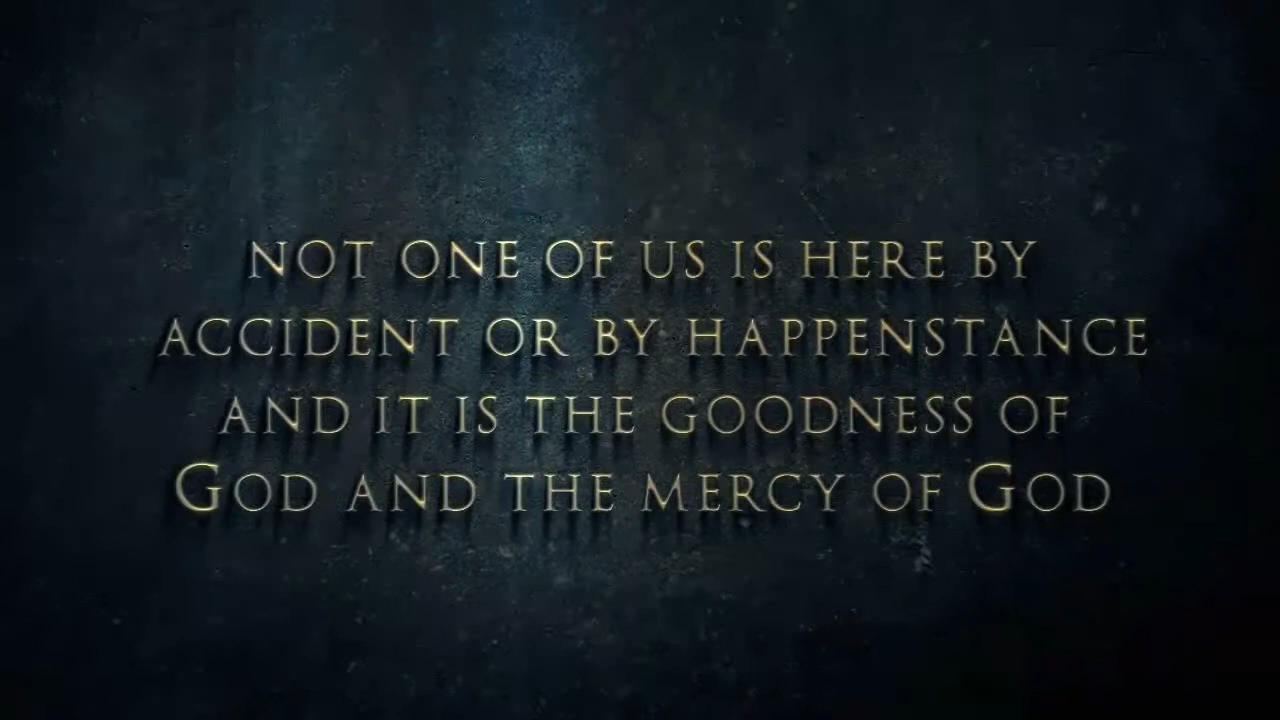 NOT ONE OF US IS HERE BY
ACCIDENT OR BY HAPPENSTANCE
AND IT IS THE GOODNESS OF
GOD AND THE MERCY OF GOD